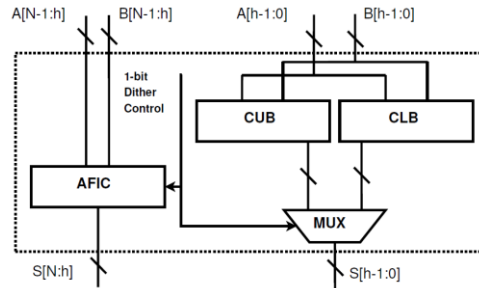 A[N-1:h] B[N-1:h] A[h-1:0] B[h-1:0]
1-bit
Dither
Control
CUB CLB
AFIC
MUX
S[N:h] S[h-1:0]